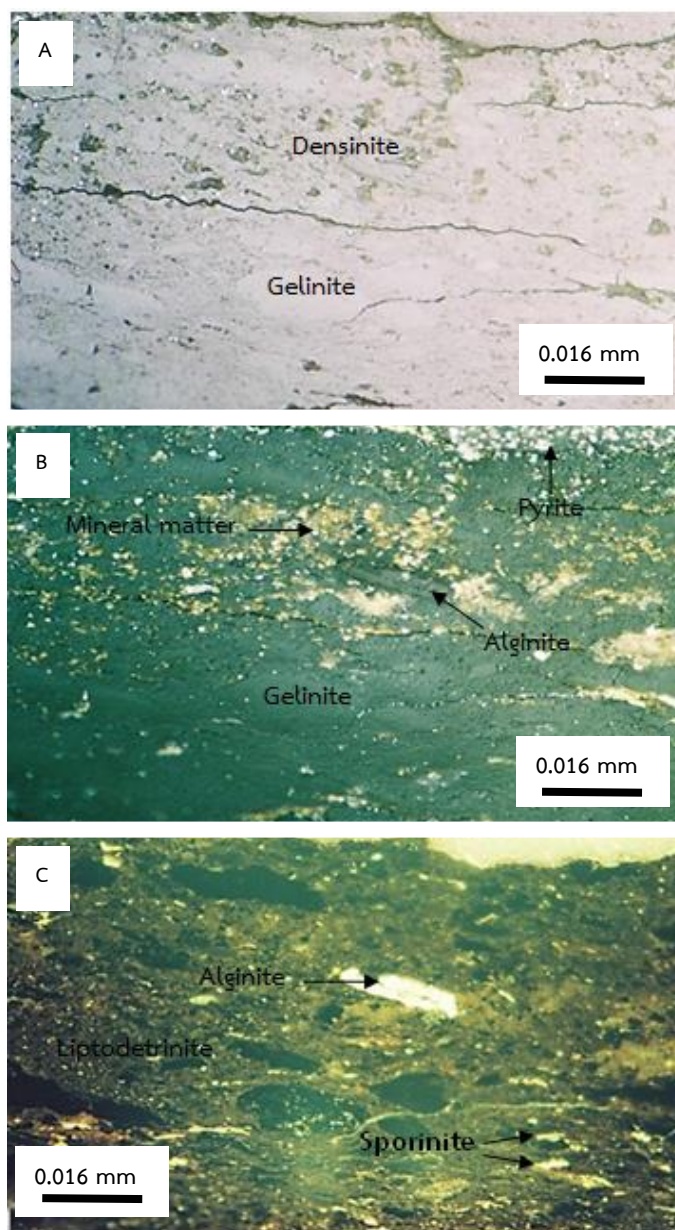 A
Densinite
Gelinite
0.016 mm
B
Pyrite
Mineral matter
Alginite
Gelinite
0.016 mm
C
Alginite
Liptodetrinite
Sporinite
0.016 mm